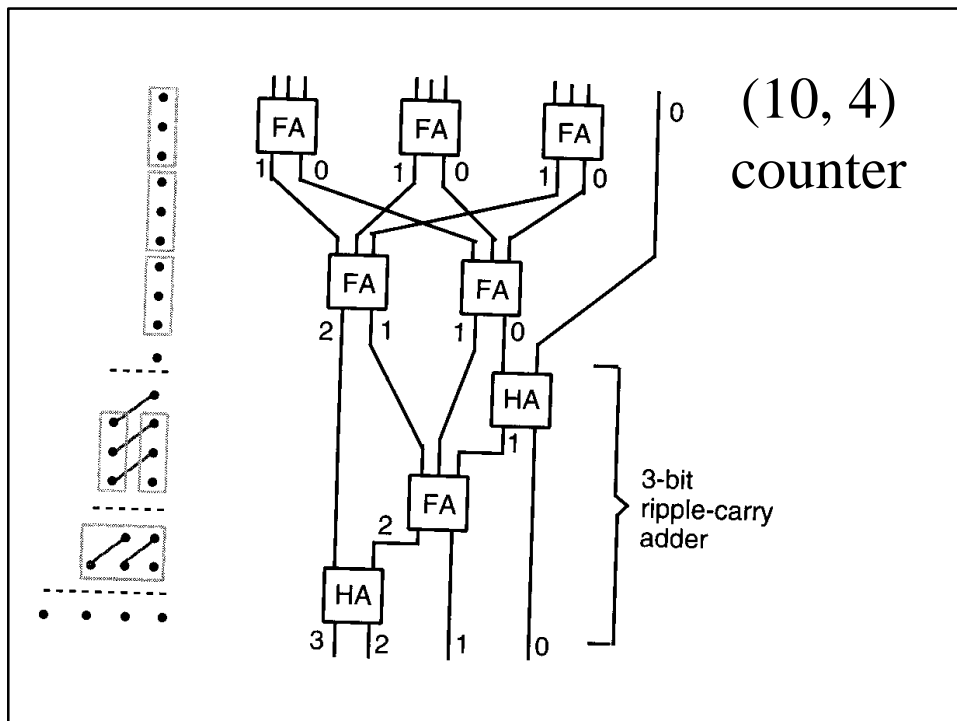 (10, 4)
counter
0
FA FA FA
1 0 1 0 1 0
FA FA
2 1 1 0
HA
1
FA
2
HA
3 2 1 0
3-bit
ripple-carry
adder